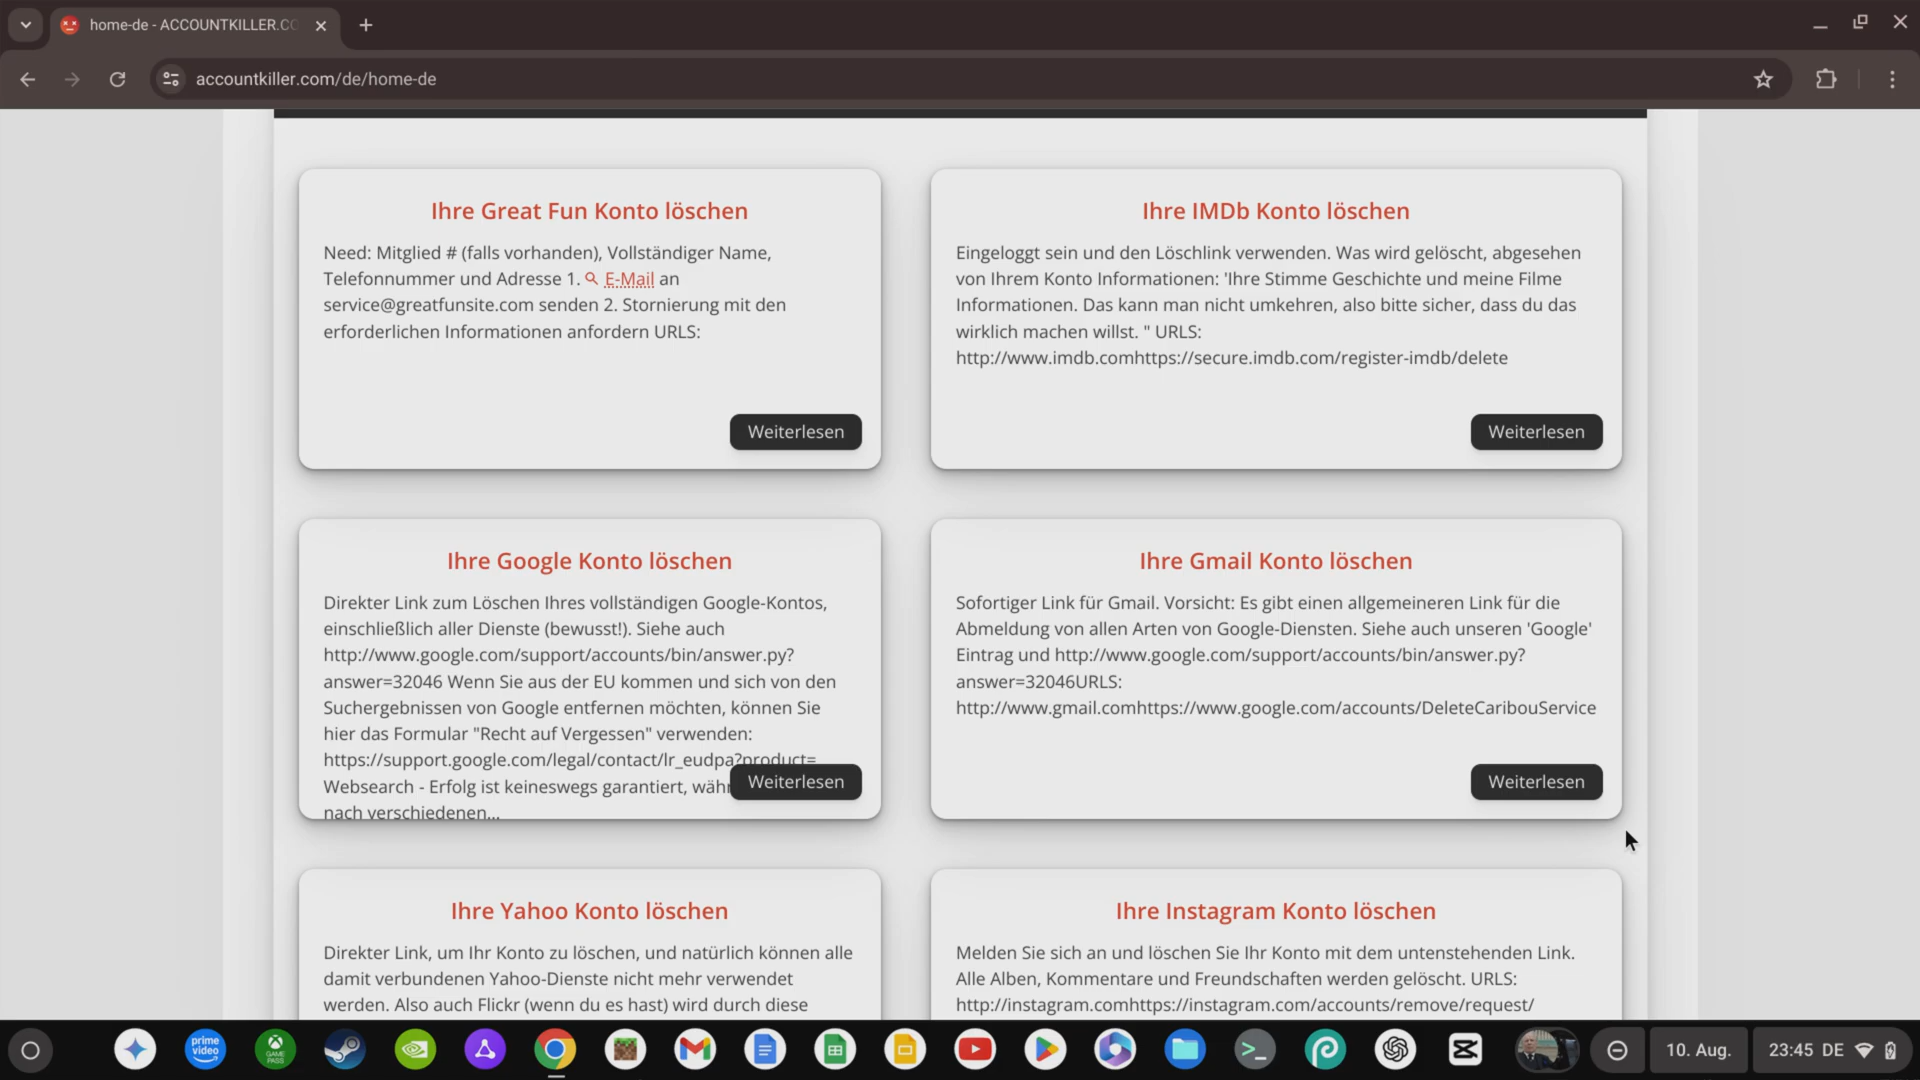 home-de - ACCOUNTKILLER.CO
accountkiller.com/de/home-de
Ihre Great Fun Konto löschen
Need: Mitglied # (falls vorhanden), Vollständiger Name,
Telefonnummer und Adresse 1. E-Mail an
service@greatfunsite.com senden 2. Stornierung mit den
erforderlichen Informationen anfordern URLS:
Weiterlesen
Ihre IMDb Konto löschen
Eingeloggt sein und den Löschlink verwenden. Was wird gelöscht, abgesehen
von Ihrem Konto Informationen: 'Ihre Stimme Geschichte und meine Filme
Informationen. Das kann man nicht umkehren, also bitte sicher, dass du das
wirklich machen willst. " URLS:
http://www.imdb.comhttps://secure.imdb.com/register-imdb/delete
Weiterlesen
Ihre Google Konto löschen
Direkter Link zum Löschen Ihres vollständigen Google-Kontos,
einschließlich aller Dienste (bewusst!). Siehe auch
http://www.google.com/support/accounts/bin/answer.py?
answer=32046 Wenn Sie aus der EU kommen und sich von den
Suchergebnissen von Google entfernen möchten, können Sie
hier das Formular "Recht auf Vergessen" verwenden:
https://support.google.com/legal/contact/lr_eudpa?product=
Websearch - Erfolg ist keineswegs garantiert, währ
nach verschiedenen...
Weiterlesen
Ihre Gmail Konto löschen
Sofortiger Link für Gmail. Vorsicht: Es gibt einen allgemeineren Link für die
Abmeldung von allen Arten von Google-Diensten. Siehe auch unseren 'Google'
Eintrag und http://www.google.com/support/accounts/bin/answer.py?
answer=32046URLS:
http://www.gmail.comhttps://www.google.com/accounts/DeleteCaribouService
Weiterlesen
Ihre Yahoo Konto löschen
Direkter Link, um Ihr Konto zu löschen, und natürlich können alle
damit verbundenen Yahoo-Dienste nicht mehr verwendet
werden. Also auch Flickr (wenn du es hast) wird durch diese
Ihre Instagram Konto löschen
Melden Sie sich an und löschen Sie Ihr Konto mit dem untenstehenden Link.
Alle Alben, Kommentare und Freundschaften werden gelöscht. URLS:
http://instagram.comhttps://instagram.com/accounts/remove/request/
prime video
GAME PASS
10. Aug.
23:45 DE